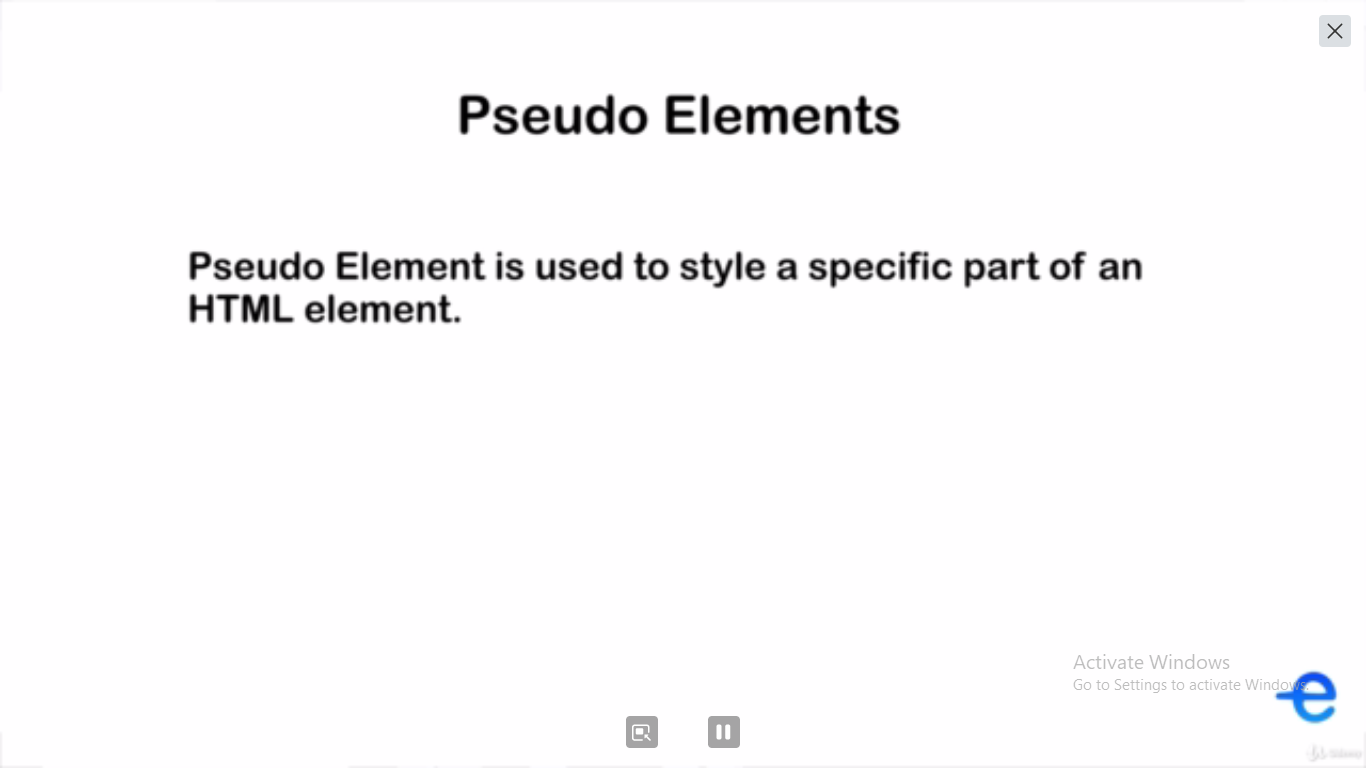 Pseudo Elements
Pseudo Element is used to style a specific part of an
HTML element.
Activate Windows
Go to Settings to activate Windows.
Udemy